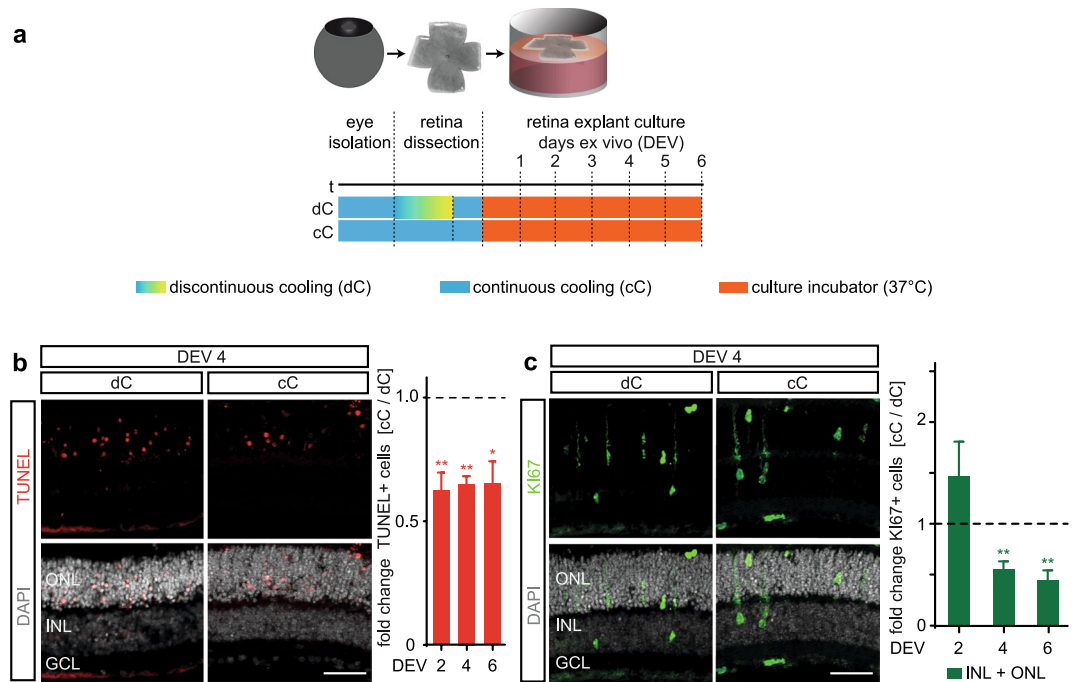 a
eye isolation
retina dissection
retina explant culture
days ex vivo (DEV)
1 2 3 4 5 6
t
dC
cC
discontinuous cooling (dC)
continuous cooling (cC)
culture incubator (37°C)
b
DEV 4
dC
cC
TUNEL
DAPI
ONL
INL
GCL
fold change TUNEL+ cells [cC / dC]
1.0
0.5
0
** ** *
DEV 2 4 6
c
DEV 4
dC
cC
KI67
DAPI
ONL
INL
GCL
fold change KI67+ cells [cC / dC]
2
1
0
** **
DEV 2 4 6
INL + ONL